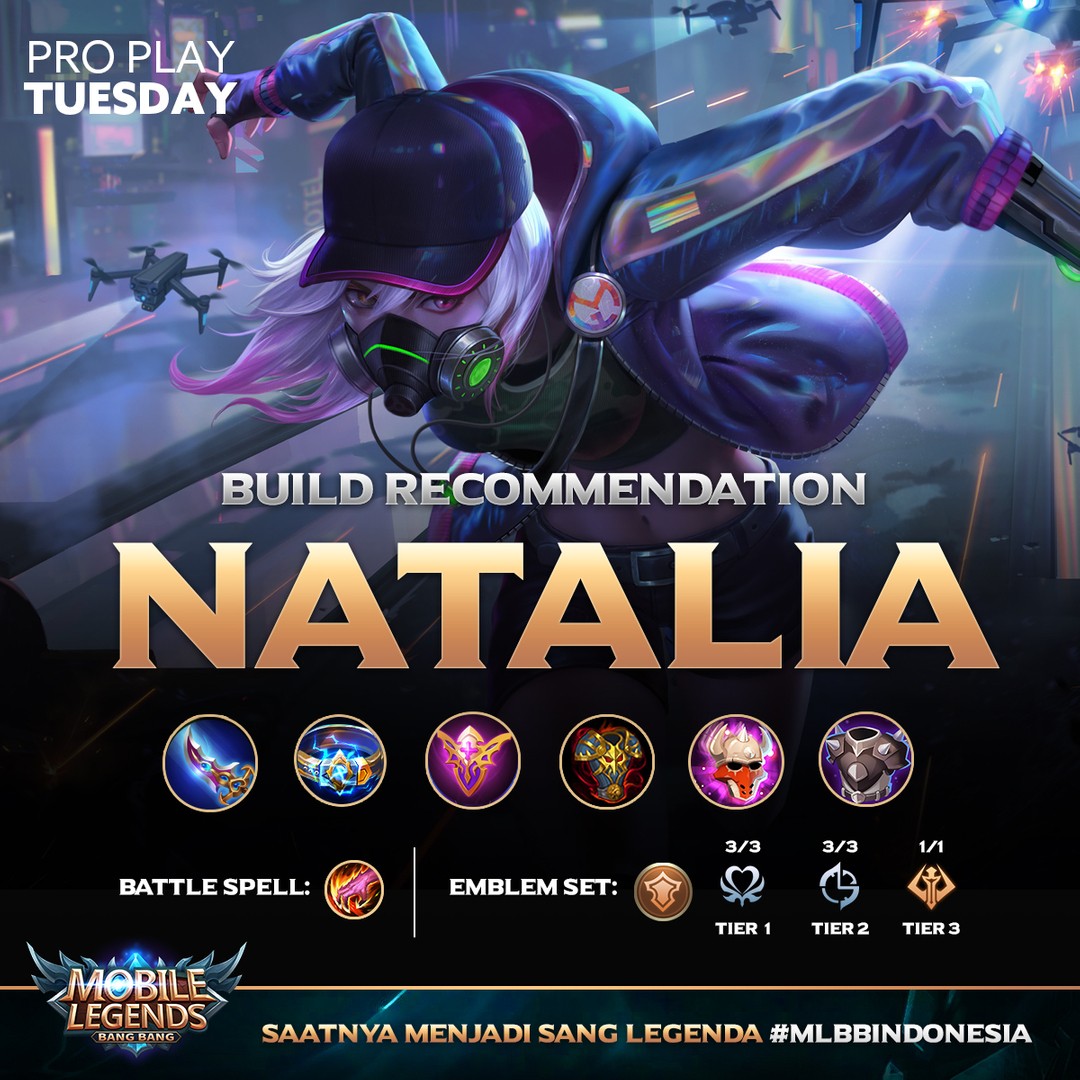 PRO PLAY
TUESDAY
BUILD RECOMMENDATION
NATALIA
BATTLE SPELL:
EMBLEM SET:
3/3
TIER 1
3/3
TIER 2
1/1
TIER 3
MOBILE
LEGENDS
BANG BANG
SAATNYA MENJADI SANG LEGENDA #MLBBINDONESIA